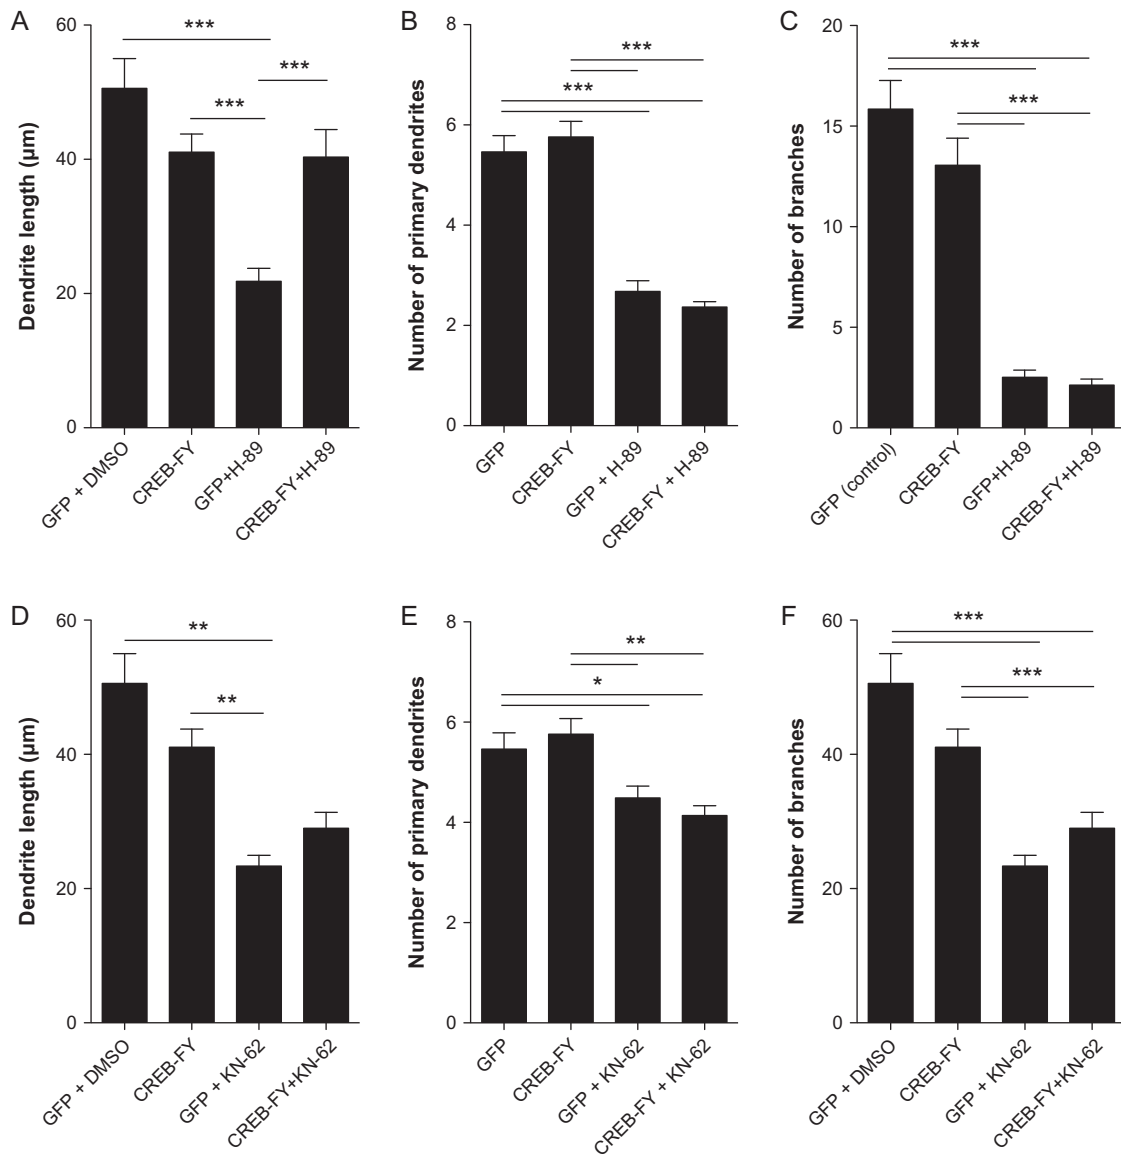 A
Dendrite length (µm)
60
40
20
0
***
***
***
GFP + DMSO
CREB-FY
GFP+H-89
CREB-FY+H-89
B
Number of primary dendrites
8
6
4
2
0
***
***
GFP
CREB-FY
GFP + H-89
CREB-FY + H-89
C
Number of branches
20
15
10
5
0
***
***
GFP (control)
CREB-FY
GFP+H-89
CREB-FY+H-89
D
Dendrite length (µm)
60
40
20
0
**
**
GFP + DMSO
CREB-FY
GFP + KN-62
CREB-FY+KN-62
E
Number of primary dendrites
8
6
4
2
0
**
*
GFP
CREB-FY
GFP + KN-62
CREB-FY + KN-62
F
Number of branches
60
40
20
0
***
***
GFP + DMSO
CREB-FY
GFP + KN-62
CREB-FY+KN-62